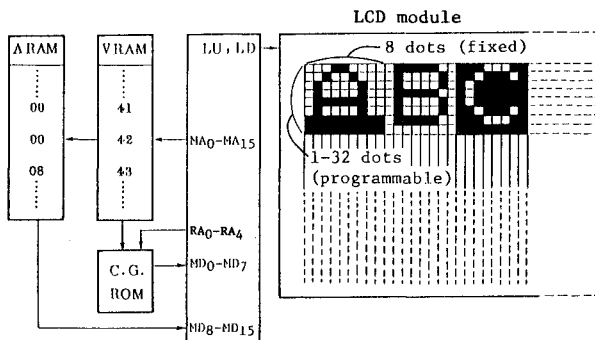 LCD module
ARAM
VRAM
LU, LD
8 dots (fixed)
00
41
00
42
MA0-MA15
08
43
1-32 dots
(programmable)
RA0-RA4
C.G.
ROM
MD0-MD7
MD8-MD15